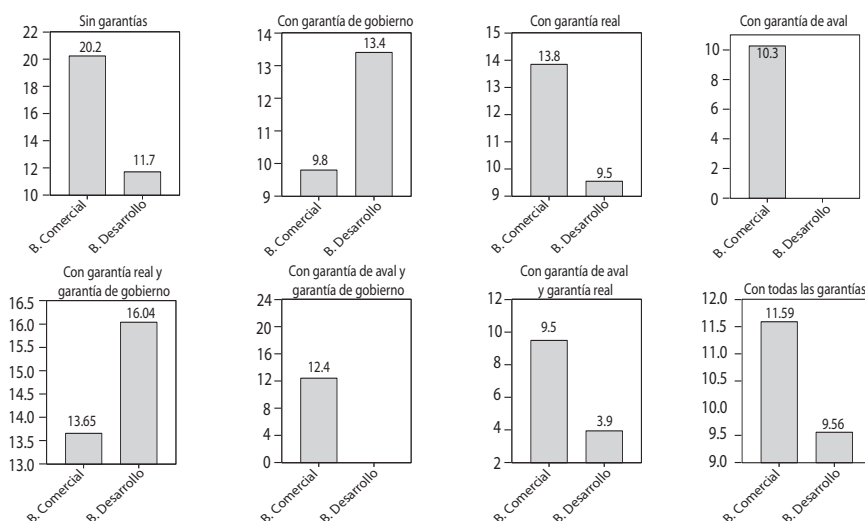 Sin garantías
22
20
18
16
14
12
10
20.2
11.7
B. Comercial
B. Desarrollo
Con garantía de gobierno
14
13
12
11
10
9
9.8
13.4
B. Comercial
B. Desarrollo
Con garantía real
15
14
13
12
11
10
9
13.8
9.5
B. Comercial
B. Desarrollo
Con garantía de aval
10
8
6
4
2
0
10.3
B. Comercial
B. Desarrollo
Con garantía real y
garantía de gobierno
16.5
16.0
15.5
15.0
14.5
14.0
13.5
13.0
13.65
16.04
B. Comercial
B. Desarrollo
Con garantía de aval y
garantía de gobierno
24
20
16
12
8
4
0
12.4
B. Comercial
B. Desarrollo
Con garantía de aval
y garantía real
12
10
8
6
4
2
9.5
3.9
B. Comercial
B. Desarrollo
Con todas las garantías
12.0
11.5
11.0
10.5
10.0
9.5
9.0
11.59
9.56
B. Comercial
B. Desarrollo